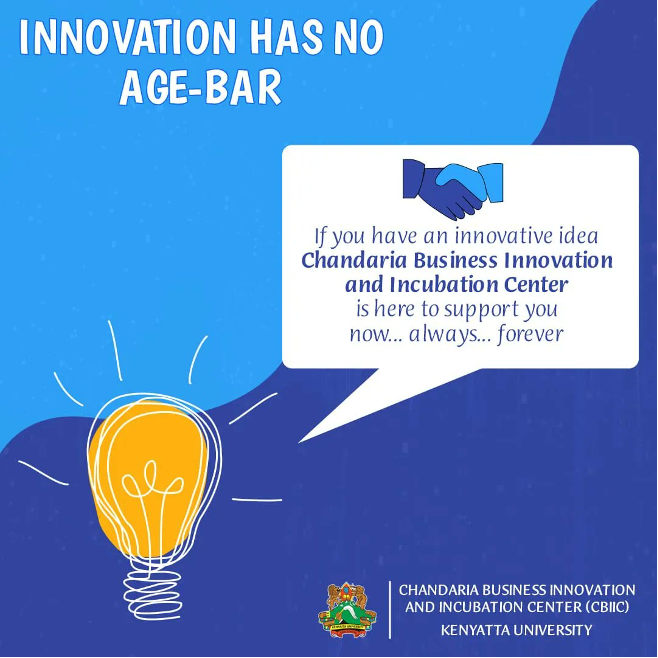 INNOVATION HAS NO
AGE-BAR
If you have an innovative idea
Chandaria Business Innovation
and Incubation Center
is here to support you
now... always... forever
CHANDARIA BUSINESS INNOVATION
AND INCUBATION CENTER (CBIIC)
KENYATTA UNIVERSITY